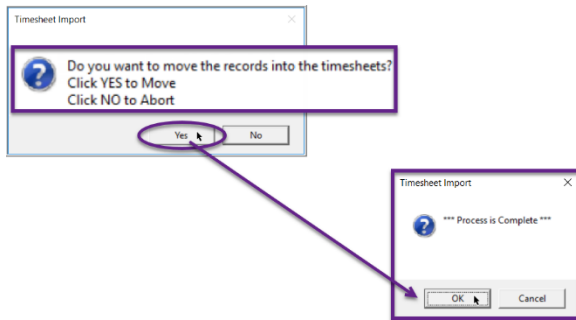 Timesheet Import
Do you want to move the records into the timesheets?
Click YES to Move
Click NO to Abort
Yes No
Timesheet Import
*** Process is Complete ***
OK Cancel